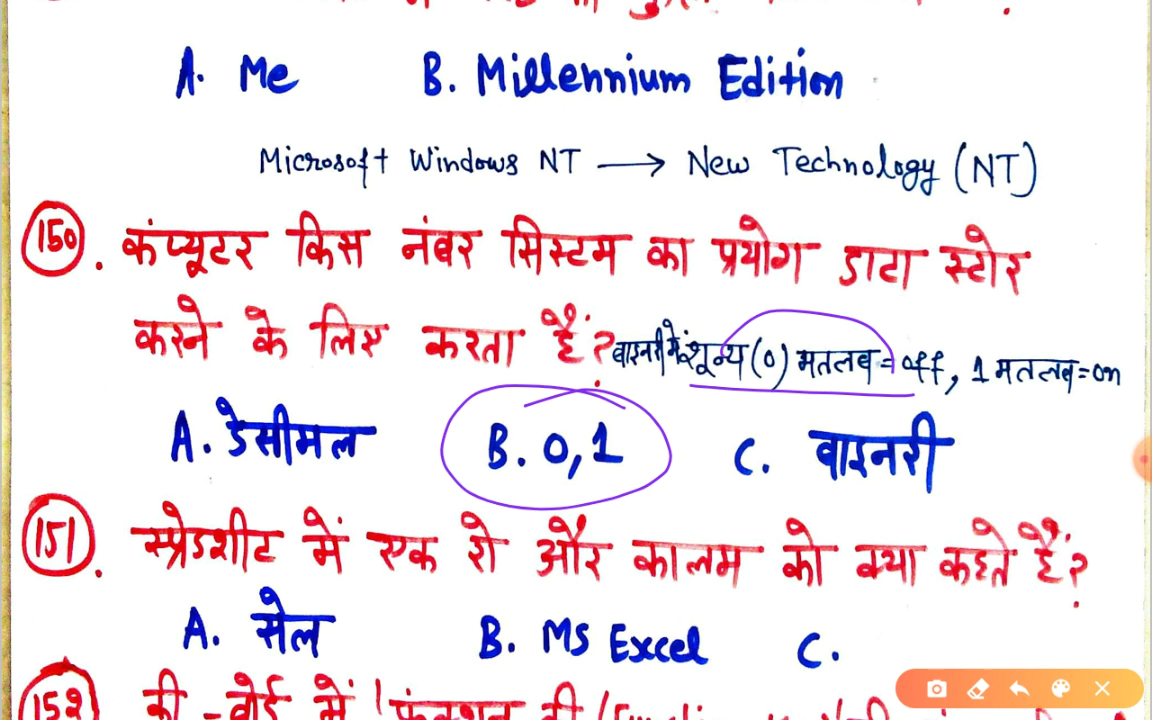 A. Me B. Millennium Edition
Microsoft Windows NT → New Technology (NT)
150. कंप्यूटर किस नंबर सिस्टम का प्रयोग डाटा स्टोर
करने के लिए करता हैं?
बाइनरी में शून्य (0) मतलब = off, 1 मतलब = on
A. डेसीमल B. 0,1 C. बाइनरी
151. स्प्रेडशीट में एक रो और कालम को क्या कहते हैं?
A. सेल B. MS Excel C.
152 की-बोर्ड में